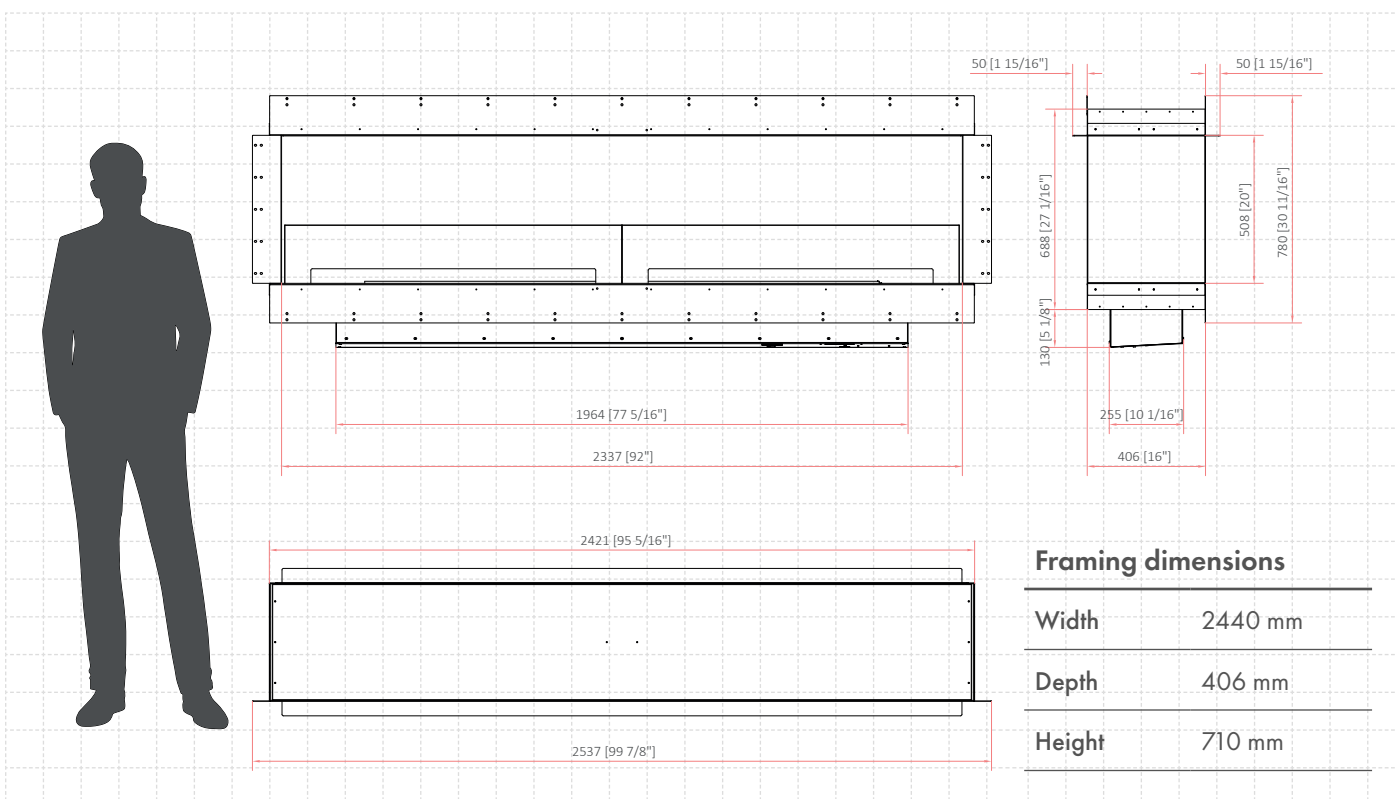 50 [1 15/16"]
50 [1 15/16"]
688 [27 1/16"]
508 [20"]
780 [30 11/16"]
130 [5 1/8"]
1964 [77 5/16"]
255 [10 1/16"]
2337 [92"]
406 [16"]
2421 [95 5/16"]
2537 [99 7/8"]
Framing dimensions
Width 2440 mm
Depth 406 mm
Height 710 mm